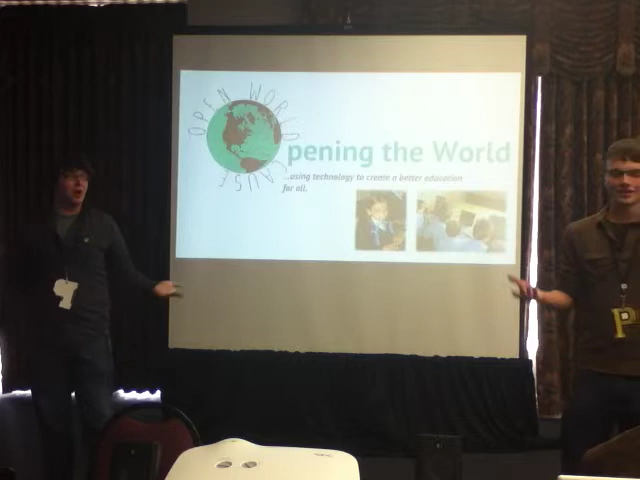 OPEN WORLD
CAUSE
pening the World
...using technology to create a better education
for all.
P